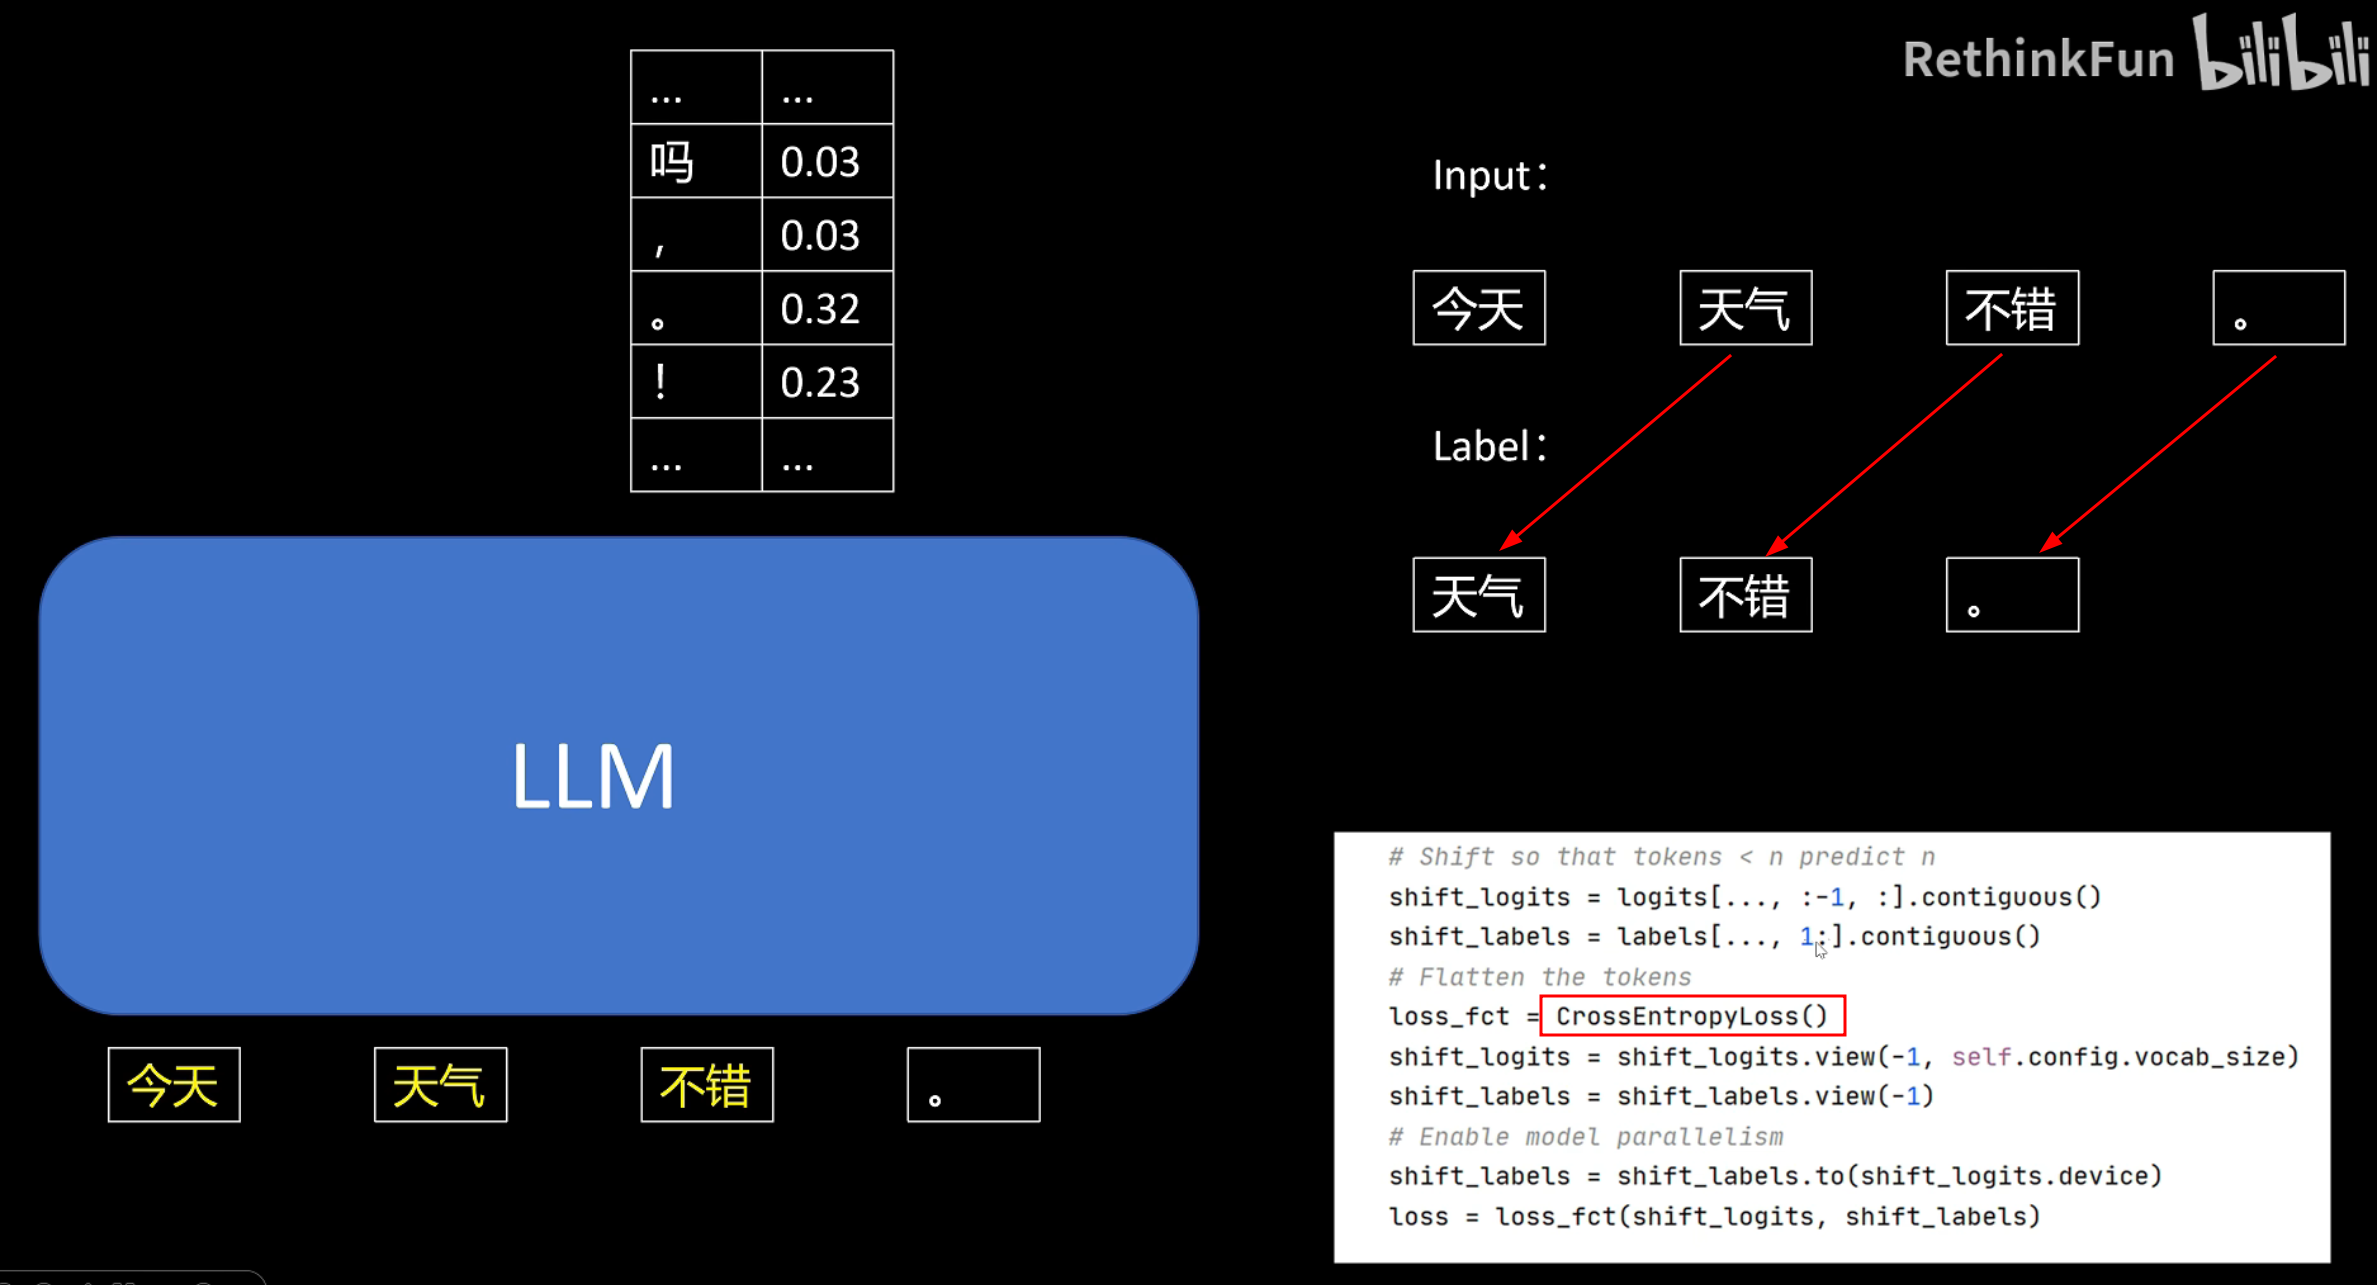 RethinkFun bilibili
... ...
吗 0.03
, 0.03
。 0.32
! 0.23
... ...
Input:
今天 天气 不错 。
Label:
天气 不错 。
LLM
今天 天气 不错 。
# Shift so that tokens < n predict n
shift_logits = logits[..., :-1, :].contiguous()
shift_labels = labels[..., 1:].contiguous()
# Flatten the tokens
loss_fct = CrossEntropyLoss()
shift_logits = shift_logits.view(-1, self.config.vocab_size)
shift_labels = shift_labels.view(-1)
# Enable model parallelism
shift_labels = shift_labels.to(shift_logits.device)
loss = loss_fct(shift_logits, shift_labels)